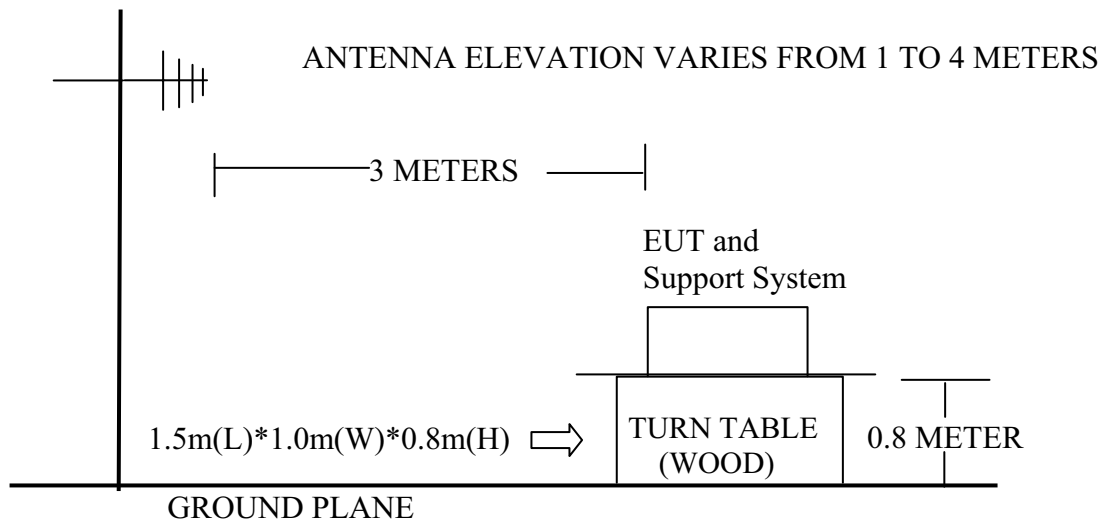 ANTENNA ELEVATION VARIES FROM 1 TO 4 METERS
3 METERS
EUT and
Support System
1.5m(L)*1.0m(W)*0.8m(H)
TURN TABLE
(WOOD)
0.8 METER
GROUND PLANE